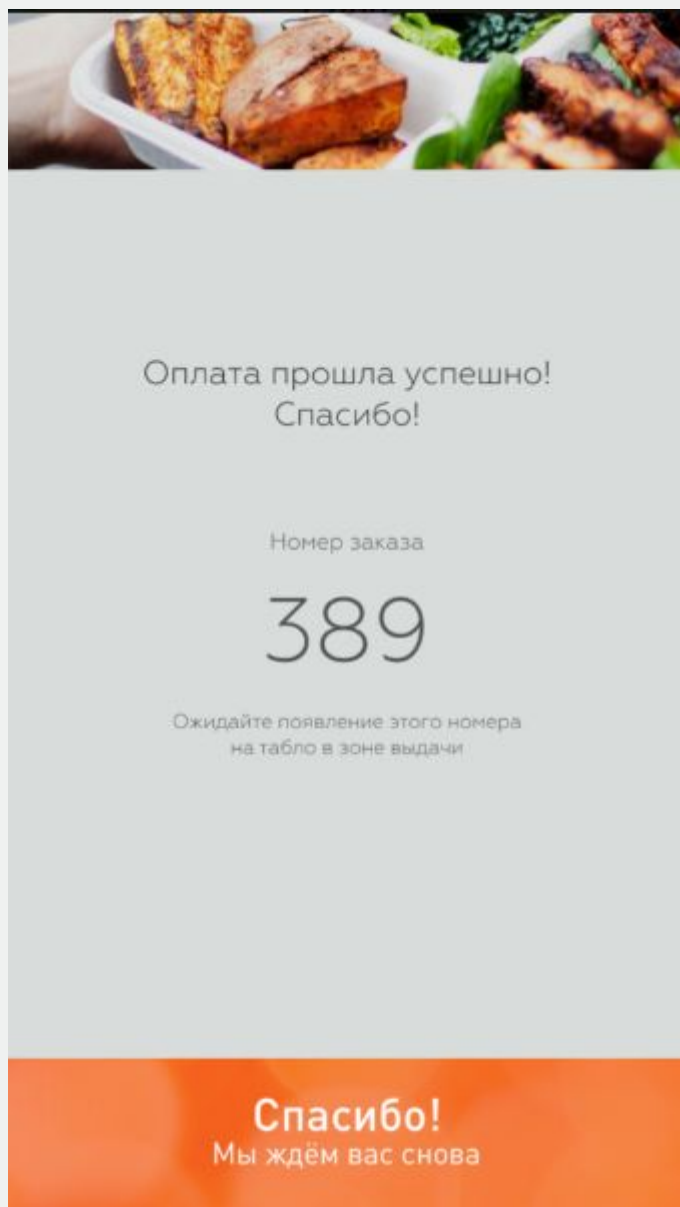 Оплата прошла успешно!
Спасибо!
Номер заказа
389
Ожидайте появление этого номера
на табло в зоне выдачи
Спасибо!
Мы ждём вас снова